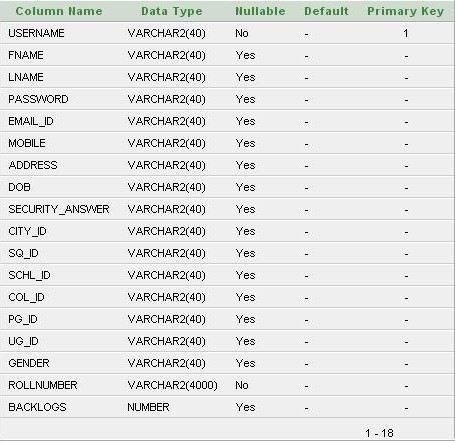 Column Name Data Type Nullable Default Primary Key
USERNAME VARCHAR2(40) No - 1
FNAME VARCHAR2(40) Yes - -
LNAME VARCHAR2(40) Yes - -
PASSWORD VARCHAR2(40) Yes - -
EMAIL_ID VARCHAR2(40) Yes - -
MOBILE VARCHAR2(40) Yes - -
ADDRESS VARCHAR2(40) Yes - -
DOB VARCHAR2(40) Yes - -
SECURITY_ANSWER VARCHAR2(40) Yes - -
CITY_ID VARCHAR2(40) Yes - -
SQ_ID VARCHAR2(40) Yes - -
SCHL_ID VARCHAR2(40) Yes - -
COL_ID VARCHAR2(40) Yes - -
PG_ID VARCHAR2(40) Yes - -
UG_ID VARCHAR2(40) Yes - -
GENDER VARCHAR2(40) Yes - -
ROLLNUMBER VARCHAR2(4000) No - -
BACKLOGS NUMBER Yes - -
1 - 18